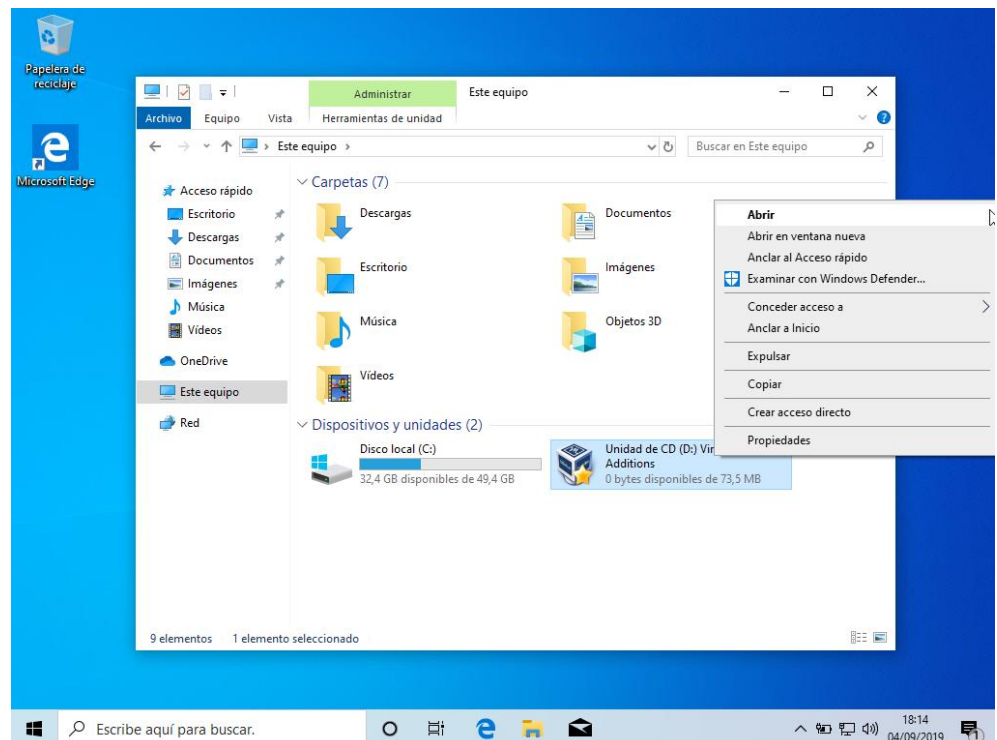 Papelera de
reciclaje
Microsoft Edge
Administrar
Este equipo
Archivo
Equipo
Vista
Herramientas de unidad
Este equipo
Buscar en Este equipo
Acceso rápido
Escritorio
Descargas
Documentos
Imágenes
Música
Vídeos
OneDrive
Este equipo
Red
Carpetas (7)
Descargas
Documentos
Escritorio
Imágenes
Música
Objetos 3D
Vídeos
Dispositivos y unidades (2)
Disco local (C:)
32,4 GB disponibles de 49,4 GB
Unidad de CD (D:)
Additions
0 bytes disponibles de 73,5 MB
Abrir
Abrir en ventana nueva
Anclar al Acceso rápido
Examinar con Windows Defender...
Conceder acceso a
Anclar a Inicio
Expulsar
Copiar
Crear acceso directo
Propiedades
9 elementos
1 elemento seleccionado
Escribe aquí para buscar.
18:14
04/09/2019
1